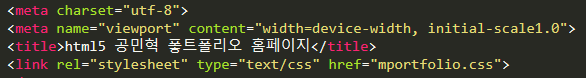 <meta charset="utf-8">
<meta name="viewport" content="width=device-width, initial-scale1.0">
<title>html5 공민혁 퐇트폴리오 홈페이지</title>
<link rel="stylesheet" type="text/css" href="mportfolio.css">